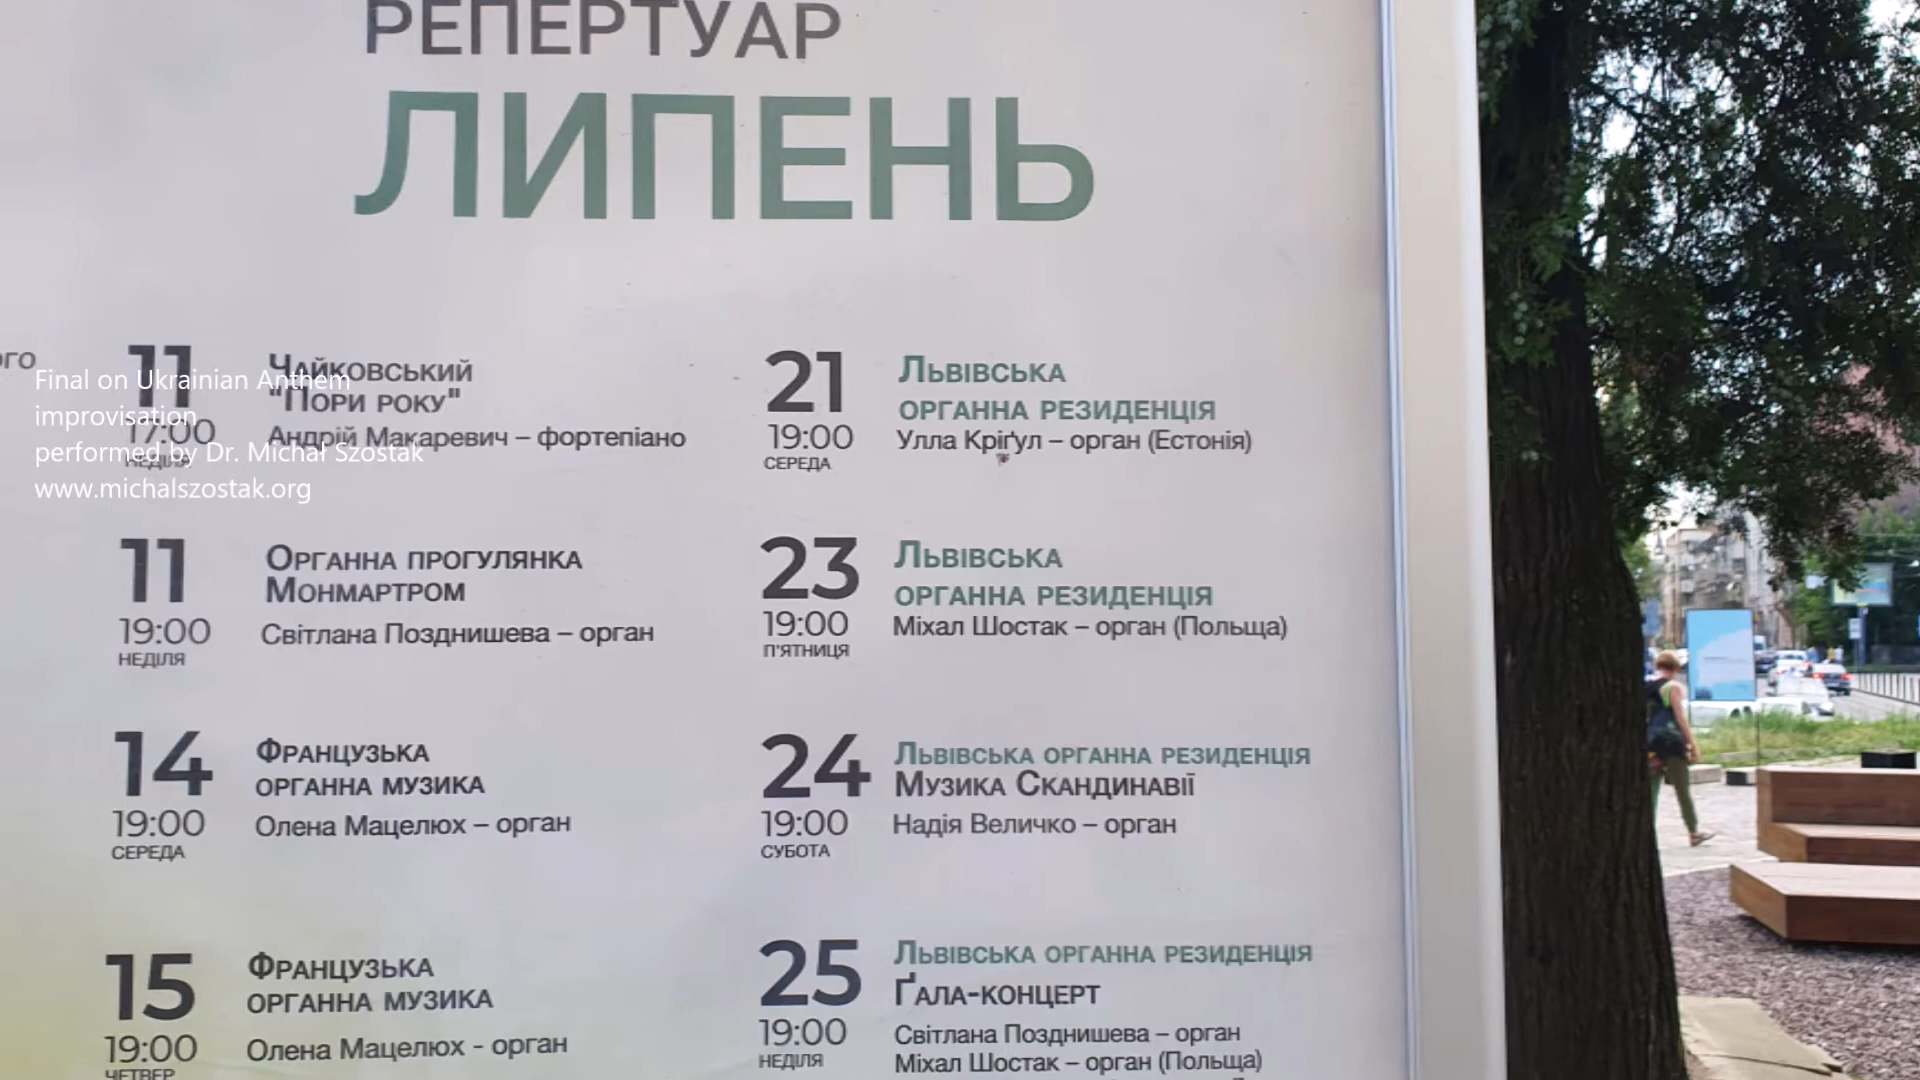 РЕПЕРТУАР
ЛИПЕНЬ
ого
11
17:00
НЕДІЛЯ
Чайковський
"Пори року"
Андрій Макаревич – фортепіано
11
19:00
НЕДІЛЯ
Органна прогулянка
Монмартром
Світлана Позднишева – орган
14
19:00
СЕРЕДА
Французька
органна музика
Олена Мацелюх – орган
15
19:00
ЧЕТВЕР
Французька
органна музика
Олена Мацелюх - орган
21
19:00
СЕРЕДА
Львівська
органна резиденція
Улла Кріґул – орган (Естонія)
23
19:00
П'ЯТНИЦЯ
Львівська
органна резиденція
Міхал Шостак – орган (Польща)
24
19:00
СУБОТА
Львівська органна резиденція
Музика Скандинавії
Надія Величко – орган
25
19:00
НЕДІЛЯ
Львівська органна резиденція
Ґала-концерт
Світлана Позднишева – орган
Міхал Шостак – орган (Польща)
Final on Ukrainian Anthem
improvisation
performed by Dr. Michał Szostak
www.michalszostak.org